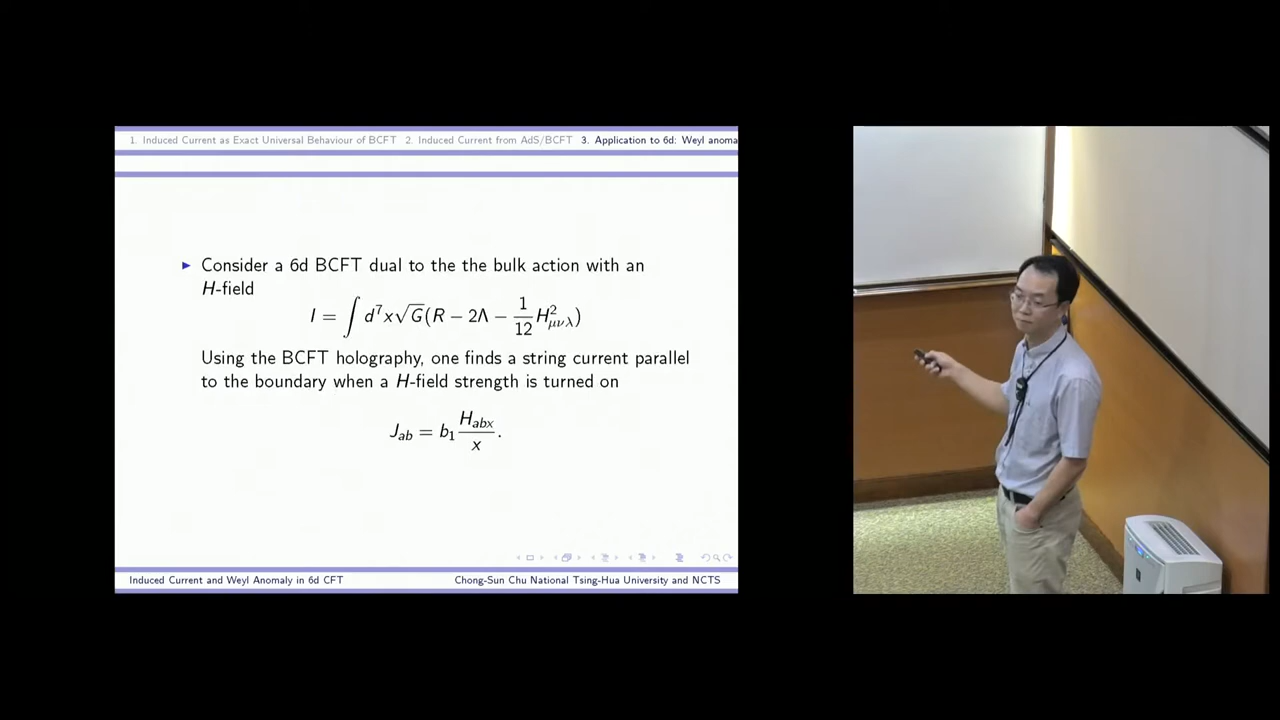 1. Induced Current as Exact Universal Behaviour of BCFT 2. Induced Current from AdS/BCFT 3. Application to 6d: Weyl anoma
Consider a 6d BCFT dual to the the bulk action with an
H-field
I = ∫ d⁷x√G(R − 2Λ − 1/12 H²_{μνλ})
Using the BCFT holography, one finds a string current parallel
to the boundary when a H-field strength is turned on
J_{ab} = b₁ H_{abx}/x.
Induced Current and Weyl Anomaly in 6d CFT
Chong-Sun Chu National Tsing-Hua University and NCTS